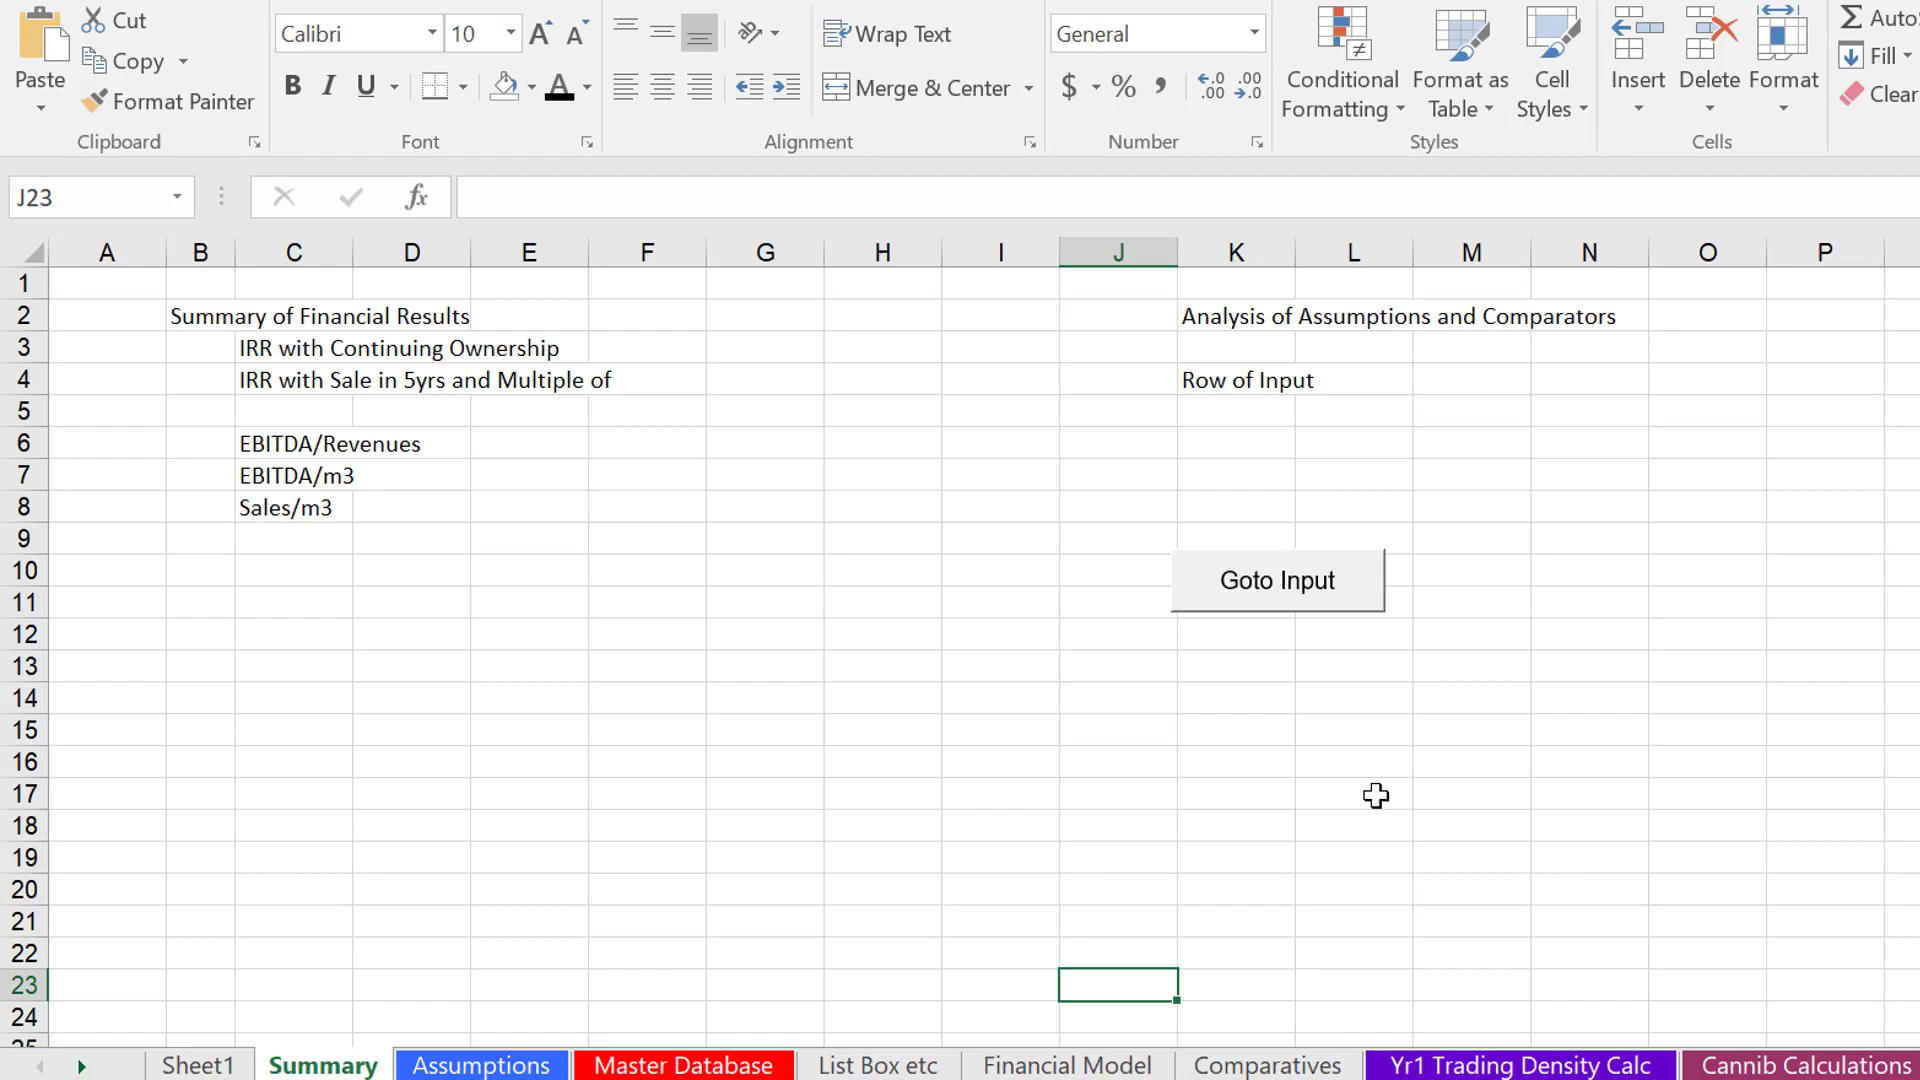 Cut
Copy
Format Painter
Paste
Clipboard
Calibri
10
B I U
A
Font
Wrap Text
Merge & Center
Alignment
General
$ % ,
Number
Conditional Formatting
Format as Table
Cell Styles
Styles
Insert
Delete
Format
Cells
Auto
Fill
Clear
J23
fx
A B C D E F G H I J K L M N O P
1
2 Summary of Financial Results Analysis of Assumptions and Comparators
3 IRR with Continuing Ownership
4 IRR with Sale in 5yrs and Multiple of Row of Input
5
6 EBITDA/Revenues
7 EBITDA/m3
8 Sales/m3
9
10 Goto Input
11
12
13
14
15
16
17
18
19
20
21
22
23
24
25
Sheet1 Summary Assumptions Master Database List Box etc Financial Model Comparatives Yr1 Trading Density Calc Cannib Calculations